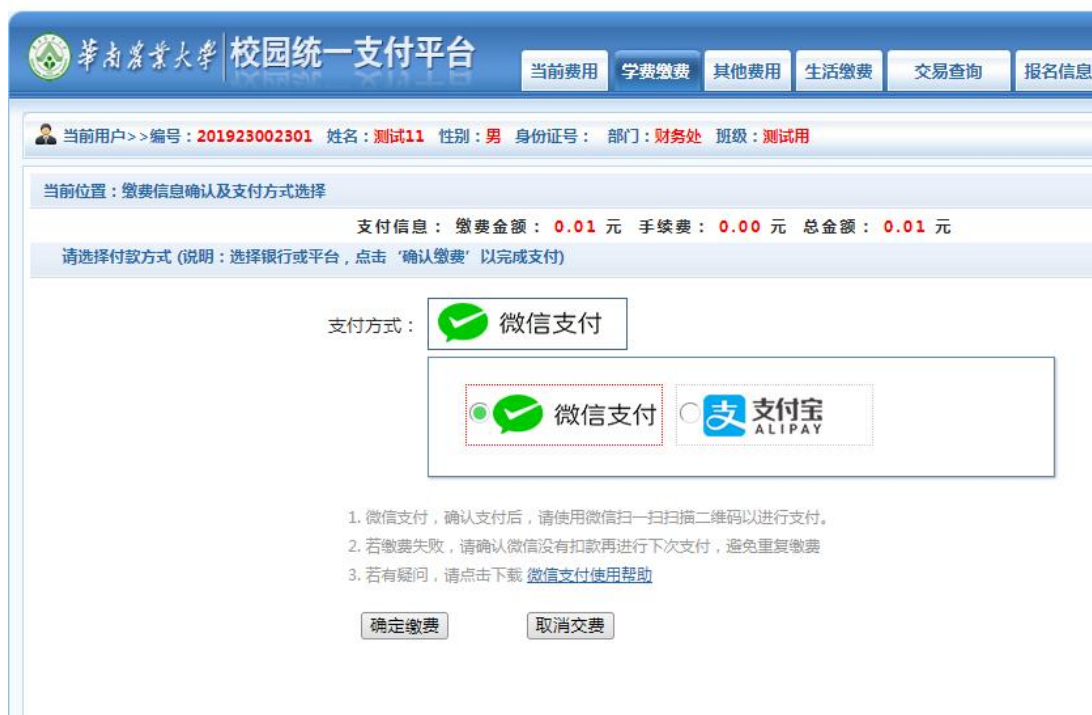 華南農業大學 校园统一支付平台
当前费用 学费缴费 其他费用 生活缴费 交易查询 报名信息
当前用户>>编号：201923002301 姓名：测试11 性别：男 身份证号： 部门：财务处 班级：测试用
当前位置：缴费信息确认及支付方式选择
支付信息： 缴费金额： 0.01 元 手续费： 0.00 元 总金额： 0.01 元
请选择付款方式 (说明：选择银行或平台，点击‘确认缴费’以完成支付)
支付方式： 微信支付
微信支付 支 支付宝
ALIPAY
1. 微信支付，确认支付后，请使用微信扫一扫扫描二维码以进行支付。
2. 若缴费失败，请确认微信没有扣款再进行下次支付，避免重复缴费
3. 若有疑问，请点击下载 微信支付使用帮助
确定缴费 取消交费